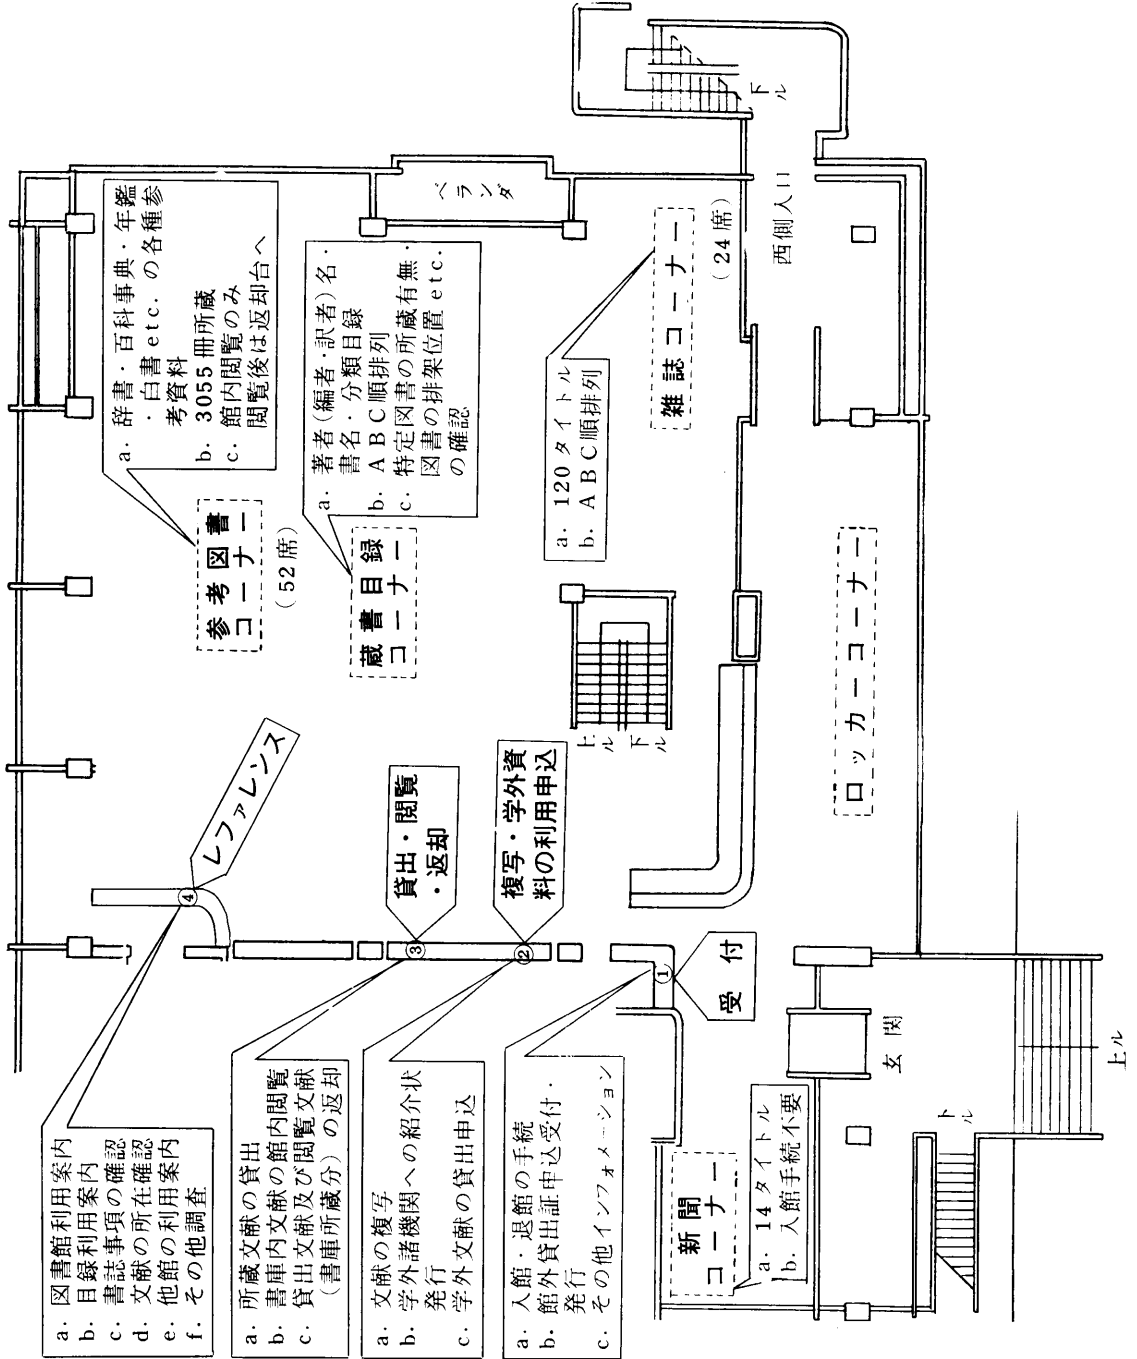 a. 図書館利用案内
b. 目録利用案内
c. 書誌事項の確認
d. 文献の所在確認
e. 他館の利用案内
f. その他調査
④
レファレンス
a. 所蔵文献の貸出
b. 書庫内文献の館内閲覧
c. 貸出文献及び閲覧文献
(書庫所蔵分)の返却
③
貸出・閲覧
・返却
a. 文献の複写
b. 学外諸機関への紹介状
発行
c. 学外文献の貸出申込
②
複写・学外資
料の利用申込
a. 入館・退館の手続
b. 館外貸出証申込受付・
発行
c. その他インフォメーション
①
受付
新聞
コーナー
a. 14タイトル
b. 入館手続不要
玄関
下ル
上ル
参考図書
コーナー
(52席)
a. 辞書・百科事典・年鑑
・白書etc.の各種参
考資料
b. 3055冊所蔵
c. 館内閲覧のみ
閲覧後は返却台へ
蔵書目録
コーナー
a. 著者(編者・訳者)名・
書名・分類目録
b. ABC順排列
c. 特定図書の所蔵有無・
図書の排架位置etc.
の確認
上ル
下ル
a. 120タイトル
b. ABC順排列
雑誌コーナー
(24席)
ロッカーコーナー
ベランダ
西側入口
下ル